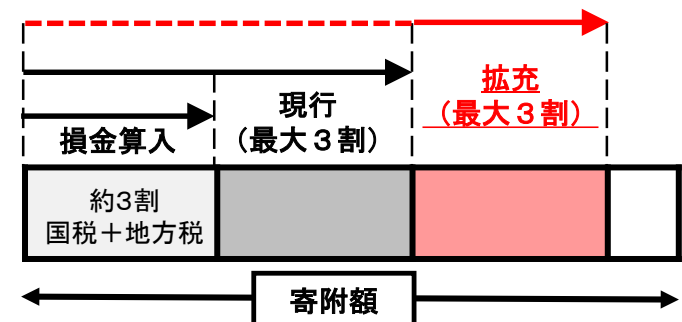 拡充
（最大３割）
現行
（最大３割）
損金算入
約3割
国税＋地方税
寄附額